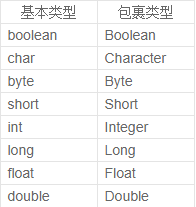 基本类型 包裹类型
boolean Boolean
char Character
byte Byte
short Short
int Integer
long Long
float Float
double Double